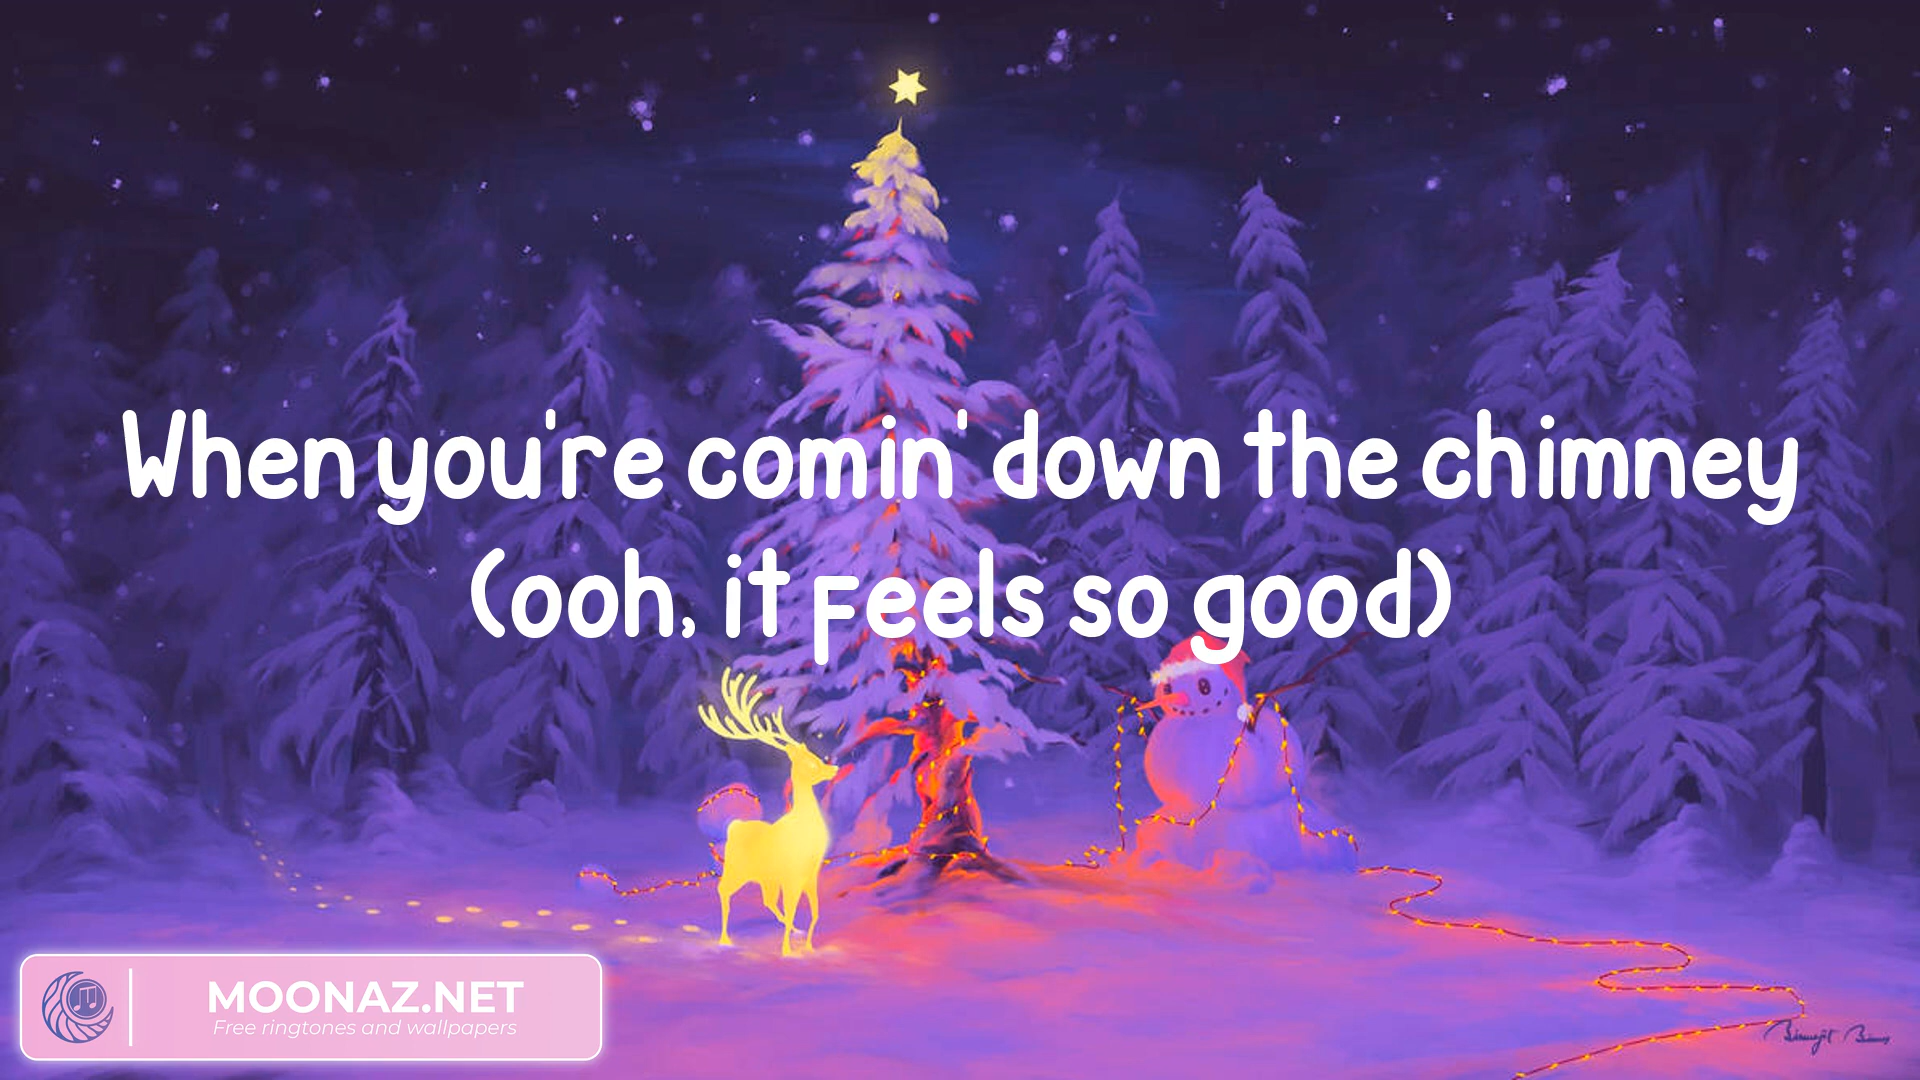 When you're comin' down the chimney
(ooh, it feels so good)
MOONAZ.NET
Free ringtones and wallpapers